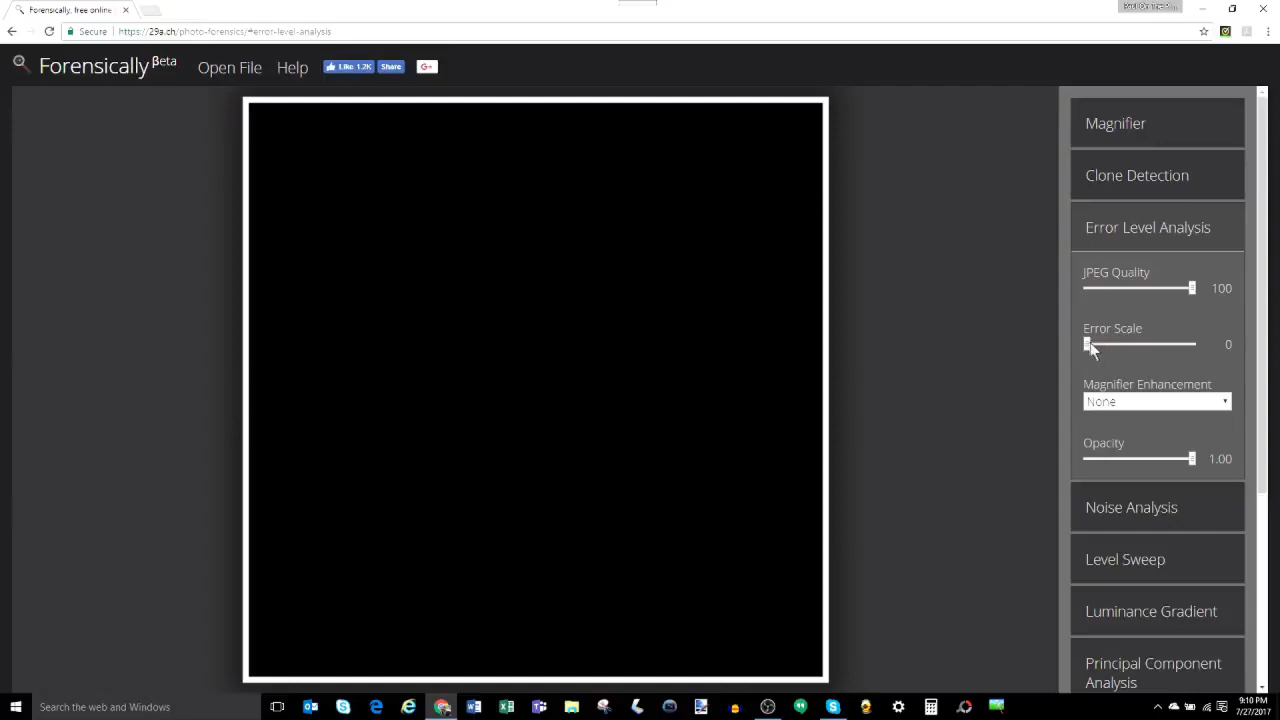 Forensically, free online
Secure
https://29a.ch/photo-forensics/#error-level-analysis
Forensically Beta
Open File
Help
Like 1.2K
Share
G+
Magnifier
Clone Detection
Error Level Analysis
JPEG Quality
100
Error Scale
0
Magnifier Enhancement
None
Opacity
1.00
Noise Analysis
Level Sweep
Luminance Gradient
Principal Component
Analysis
Search the web and Windows
9:10 PM
7/27/2017